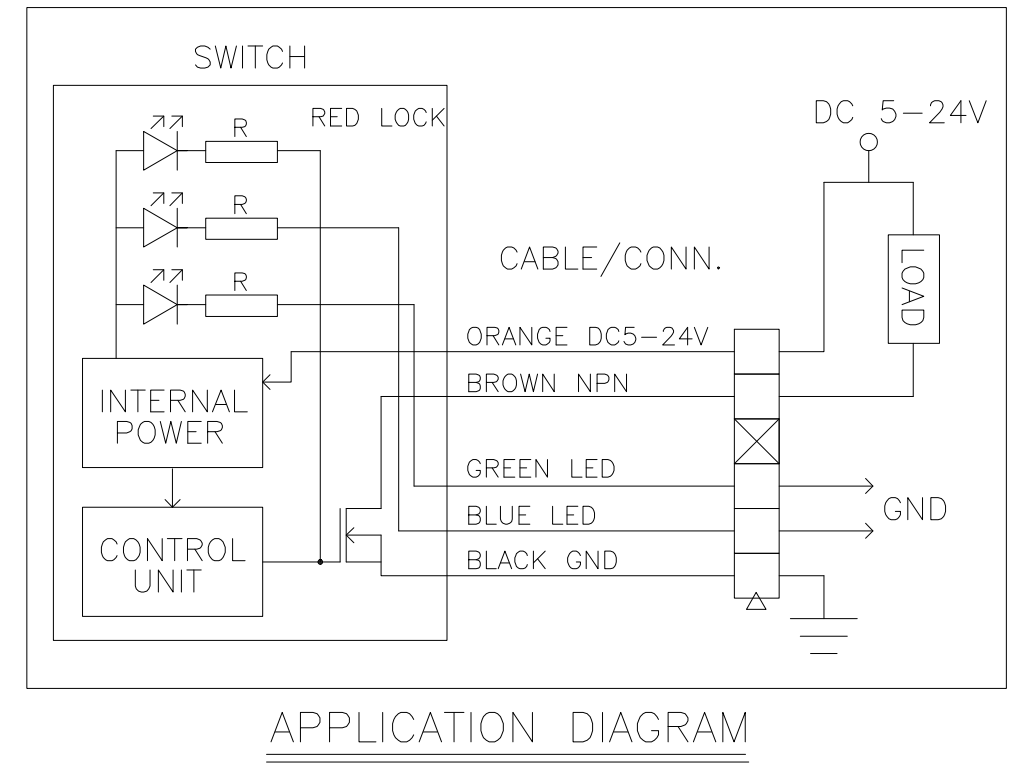 SWITCH
RED LOCK
R
R
R
DC 5-24V
LOAD
CABLE/CONN.
ORANGE DC5-24V
BROWN NPN
GREEN LED
BLUE LED
BLACK GND
GND
INTERNAL
POWER
CONTROL
UNIT
APPLICATION DIAGRAM